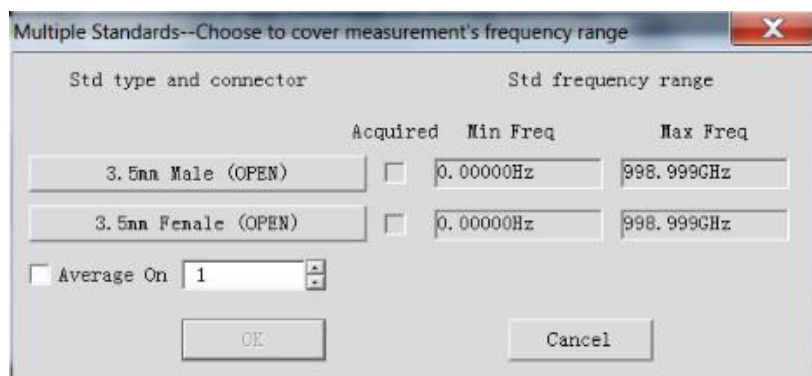 Multiple Standards--Choose to cover measurement's frequency range
Std type and connector Std frequency range
Acquired Min Freq Max Freq
3.5mm Male (OPEN) 0.00000Hz 998.999GHz
3.5mm Female (OPEN) 0.00000Hz 998.999GHz
Average On 1
OK Cancel